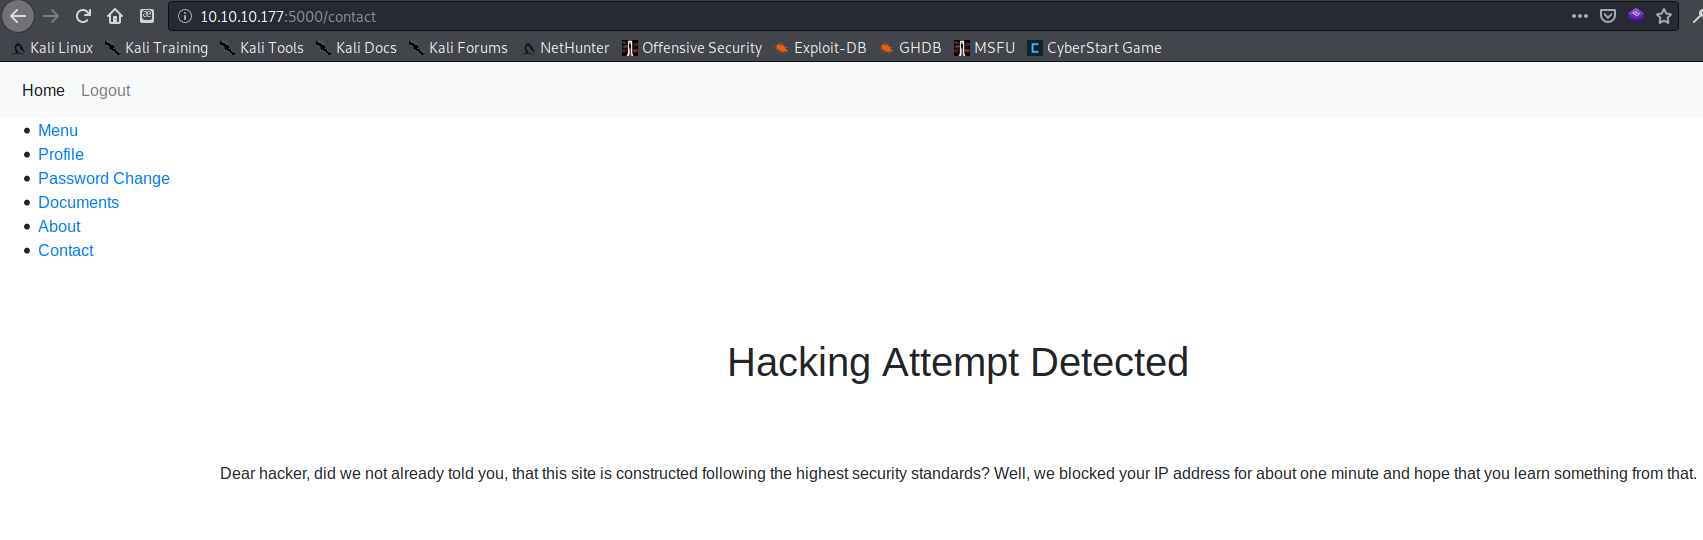 10.10.10.177:5000/contact
Kali Linux Kali Training Kali Tools Kali Docs Kali Forums NetHunter Offensive Security Exploit-DB GHDB MSFU CyberStart Game
Home Logout
Menu
Profile
Password Change
Documents
About
Contact
Hacking Attempt Detected
Dear hacker, did we not already told you, that this site is constructed following the highest security standards? Well, we blocked your IP address for about one minute and hope that you learn something from that.